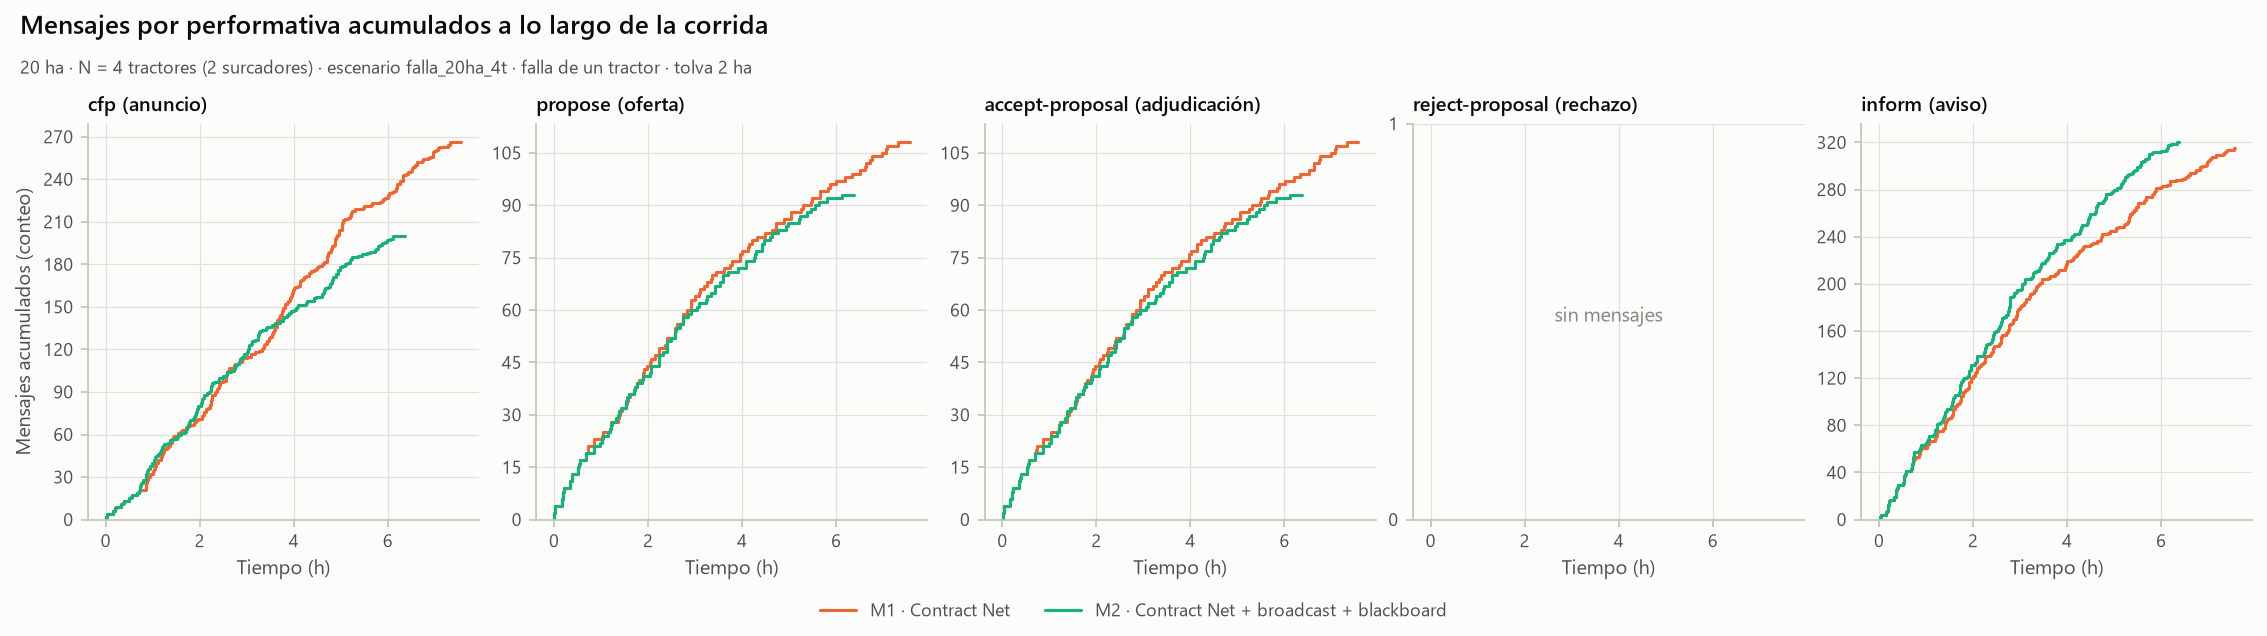 Mensajes por performativa acumulados a lo largo de la corrida
20 ha · N = 4 tractores (2 surcadores) · escenario falla_20ha_4t · falla de un tractor · tolva 2 ha
cfp (anuncio)
Mensajes acumulados (conteo)
270
240
210
180
150
120
90
60
30
0
0 2 4 6
Tiempo (h)
propose (oferta)
105
90
75
60
45
30
15
0
0 2 4 6
Tiempo (h)
accept-proposal (adjudicación)
105
90
75
60
45
30
15
0
0 2 4 6
Tiempo (h)
reject-proposal (rechazo)
1
sin mensajes
0
0 2 4 6
Tiempo (h)
inform (aviso)
320
280
240
200
160
120
80
40
0
0 2 4 6
Tiempo (h)
M1 · Contract Net
M2 · Contract Net + broadcast + blackboard